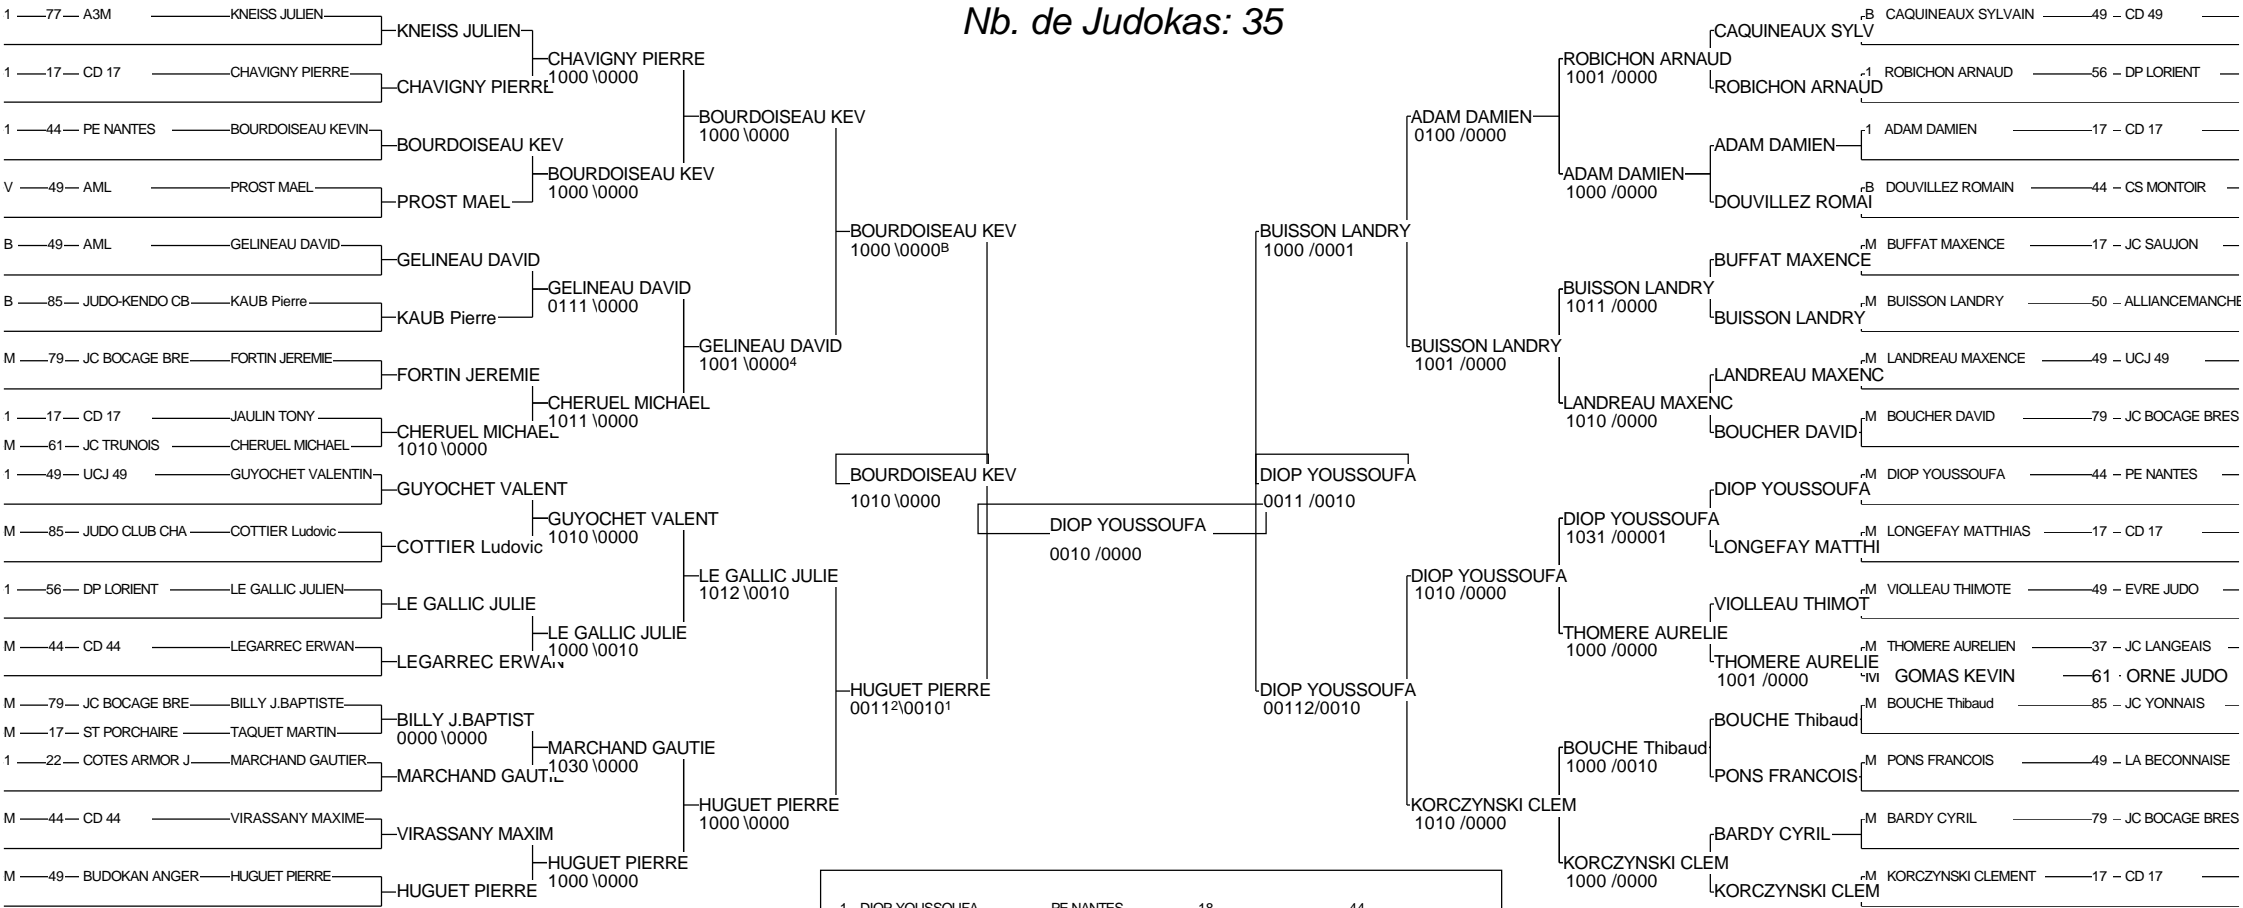 Nb. de Judokas: 35
1 77 A3M KNEISS JULIEN
1 17 CD 17 CHAVIGNY PIERRE
1 44 PE NANTES BOURDOISEAU KEVIN
V 49 AML PROST MAEL
B 49 AML GELINEAU DAVID
B 85 JUDO-KENDO CB KAUB Pierre
M 79 JC BOCAGE BRE FORTIN JEREMIE
1 17 CD 17 JAULIN TONY
M 61 JC TRUNOIS CHERUEL MICHAEL
1 49 UCJ 49 GUYOCHET VALENTIN
M 85 JUDO CLUB CHA COTTIER Ludovic
1 56 DP LORIENT LE GALLIC JULIEN
M 44 CD 44 LEGARREC ERWAN
M 79 JC BOCAGE BRE BILLY J.BAPTISTE
M 17 ST PORCHAIRE TAQUET MARTIN
1 22 COTES ARMOR J MARCHAND GAUTIER
M 44 CD 44 VIRASSANY MAXIME
M 49 BUDOKAN ANGER HUGUET PIERRE
KNEISS JULIEN
CHAVIGNY PIERRE
BOURDOISEAU KEV
PROST MAEL
GELINEAU DAVID
KAUB Pierre
FORTIN JEREMIE
CHERUEL MICHAEL
1010 \0000
GUYOCHET VALENT
COTTIER Ludovic
LE GALLIC JULIE
LEGARREC ERWAN
BILLY J.BAPTIST
0000 \0000
MARCHAND GAUTIE
VIRASSANY MAXIM
HUGUET PIERRE
CHAVIGNY PIERRE
1000 \0000
BOURDOISEAU KEV
1000 \0000
GELINEAU DAVID
0111 \0000
CHERUEL MICHAEL
1011 \0000
GUYOCHET VALENT
1010 \0000
LE GALLIC JULIE
1000 \0010
MARCHAND GAUTIE
1030 \0000
HUGUET PIERRE
1000 \0000
BOURDOISEAU KEV
1000 \0000
GELINEAU DAVID
1001 \0000⁴
LE GALLIC JULIE
1012 \0010
HUGUET PIERRE
1000 \0000
BOURDOISEAU KEV
1000 \0000ᴮ
HUGUET PIERRE
0011²\0010¹
BOURDOISEAU KEV
1010 \0000
DIOP YOUSSOUFA
0010 /0000
DIOP YOUSSOUFA
0011 /0010
BUISSON LANDRY
1000 /0001
DIOP YOUSSOUFA
00112/0010
ADAM DAMIEN
0100 /0000
BUISSON LANDRY
1001 /0000
DIOP YOUSSOUFA
1010 /0000
KORCZYNSKI CLEM
1010 /0000
ROBICHON ARNAUD
1001 /0000
ADAM DAMIEN
1000 /0000
BUISSON LANDRY
1011 /0000
LANDREAU MAXENC
1010 /0000
DIOP YOUSSOUFA
1031 /00001
THOMERE AURELIE
1000 /0000
BOUCHE Thibaud
1000 /0010
KORCZYNSKI CLEM
1000 /0000
CAQUINEAUX SYLV
ROBICHON ARNAUD
ADAM DAMIEN
DOUVILLEZ ROMAI
BUFFAT MAXENCE
BUISSON LANDRY
LANDREAU MAXENC
BOUCHER DAVID
DIOP YOUSSOUFA
LONGEFAY MATTHI
VIOLLEAU THIMOT
THOMERE AURELIE
1001 /0000
BOUCHE Thibaud
PONS FRANCOIS
BARDY CYRIL
KORCZYNSKI CLEM
B CAQUINEAUX SYLVAIN 49 CD 49
1 ROBICHON ARNAUD 56 DP LORIENT
1 ADAM DAMIEN 17 CD 17
B DOUVILLEZ ROMAIN 44 CS MONTOIR
M BUFFAT MAXENCE 17 JC SAUJON
M BUISSON LANDRY 50 ALLIANCEMANCHE
M LANDREAU MAXENCE 49 UCJ 49
M BOUCHER DAVID 79 JC BOCAGE BRES
M DIOP YOUSSOUFA 44 PE NANTES
M LONGEFAY MATTHIAS 17 CD 17
M VIOLLEAU THIMOTE 49 EVRE JUDO
M THOMERE AURELIEN 37 JC LANGEAIS
M GOMAS KEVIN 61 ORNE JUDO
M BOUCHE Thibaud 85 JC YONNAIS
M PONS FRANCOIS 49 LA BECONNAISE
M BARDY CYRIL 79 JC BOCAGE BRES
M KORCZYNSKI CLEMENT 17 CD 17
1 DIOP YOUSSOUFA PE NANTES 18 44